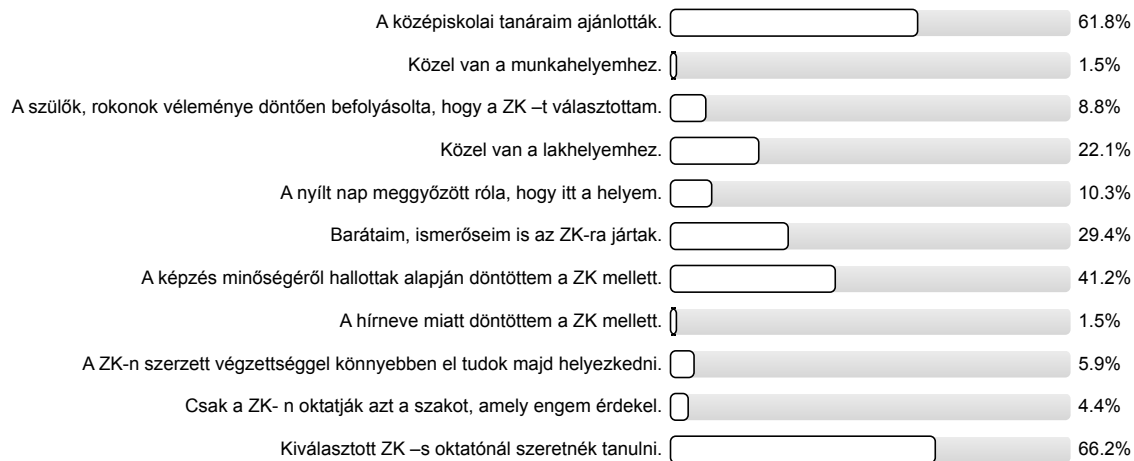 A középiskolai tanáraim ajánlották. 61.8%
Közel van a munkahelyemhez. 1.5%
A szülők, rokonok véleménye döntően befolyásolta, hogy a ZK –t választottam. 8.8%
Közel van a lakhelyemhez. 22.1%
A nyílt nap meggyőzött róla, hogy itt a helyem. 10.3%
Barátaim, ismerőseim is az ZK-ra jártak. 29.4%
A képzés minőségéről hallottak alapján döntöttem a ZK mellett. 41.2%
A hírneve miatt döntöttem a ZK mellett. 1.5%
A ZK-n szerzett végzettséggel könnyebben el tudok majd helyezkedni. 5.9%
Csak a ZK- n oktatják azt a szakot, amely engem érdekel. 4.4%
Kiválasztott ZK –s oktatónál szeretnék tanulni. 66.2%